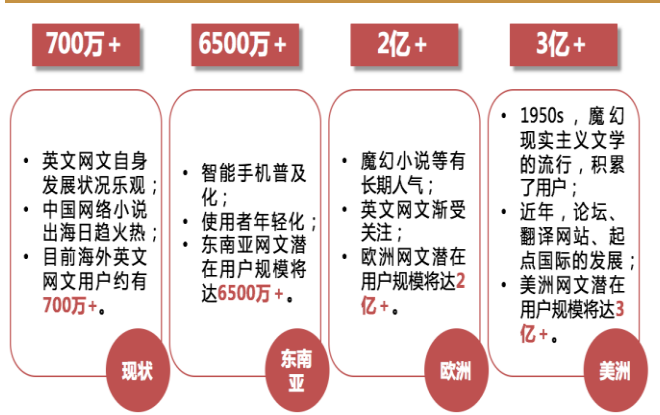 700万+
6500万+
2亿+
3亿+
• 英文网文自身
发展状况乐观；
• 中国网络小说
出海日趋火热；
• 目前海外英文
网文用户约有
700万+。
现状
• 智能手机普及
化；
• 使用者年轻化；
• 东南亚网文潜
在用户规模将
达6500万+。
东南
亚
• 魔幻小说等有
长期人气；
• 英文网文渐受
关注；
• 欧洲网文潜在
用户规模将达2
亿+。
欧洲
• 1950s，魔幻
现实主义文学
的流行，积累
了用户；
• 近年，论坛、
翻译网站、起
点国际的发展；
• 美洲网文潜在
用户规模将达3
亿+。
美洲